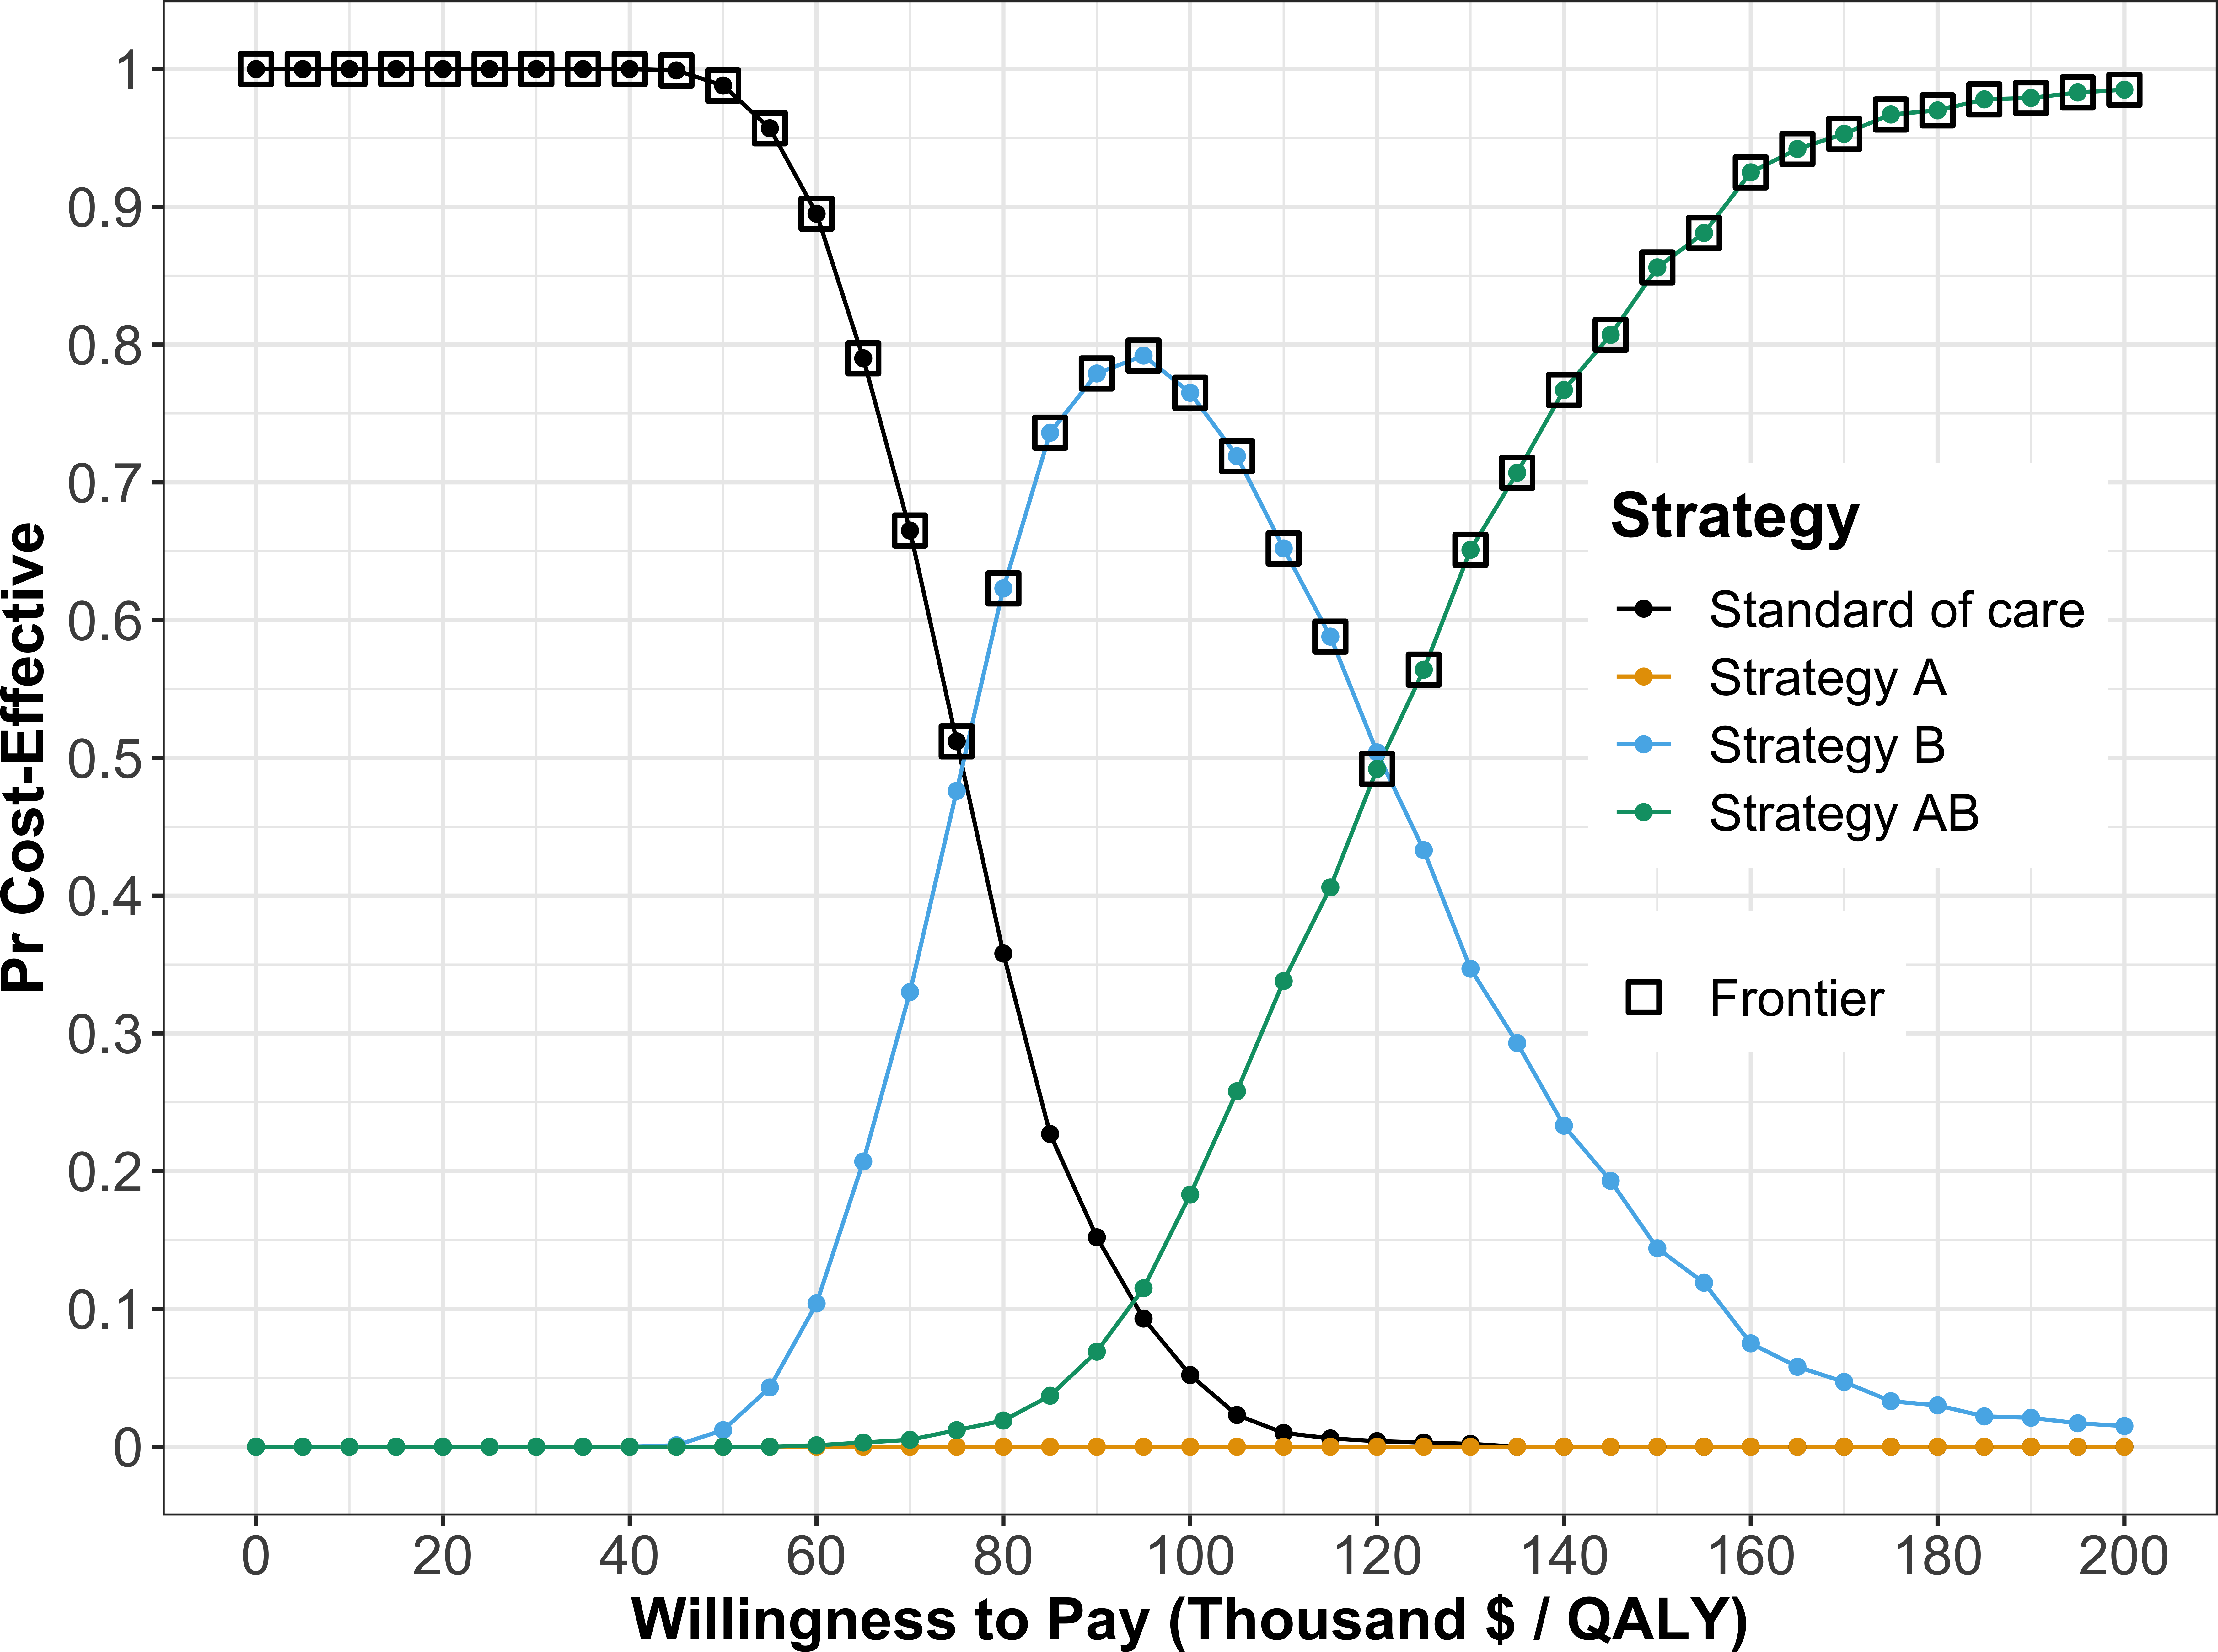 Pr Cost-Effective
1
0.9
0.8
0.7
0.6
0.5
0.4
0.3
0.2
0.1
0
Strategy
Standard of care
Strategy A
Strategy B
Strategy AB
Frontier
0 20 40 60 80 100 120 140 160 180 200
Willingness to Pay (Thousand $ / QALY)